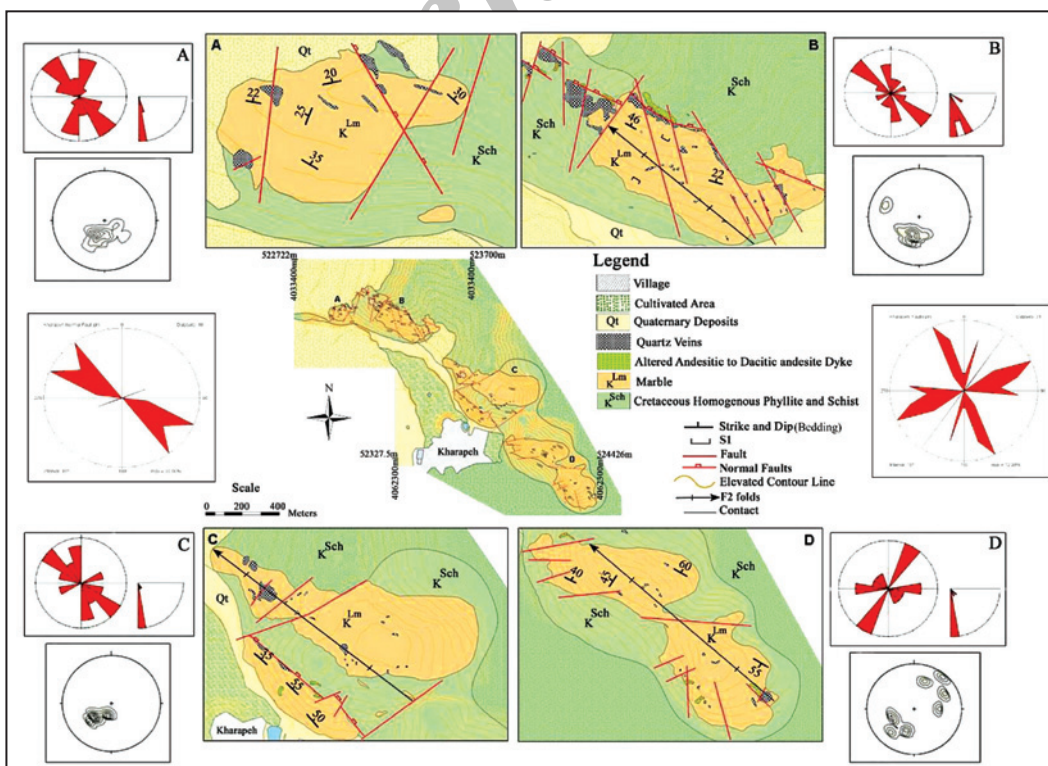 A
A
Qt
20
22
25
35
30
K Lm
K Sch
B
K Sch
K Sch
46
K Lm
22
Qt
B
522722m
523700m
4033400m
4033400m
A
B
C
D
N
Kharapeh
52327.5m
4062300m
524426m
4062300m
Scale
0 200 400
Meters
Legend
Village
Cultivated Area
Qt Quaternary Deposits
Quartz Veins
Altered Andesitic to Dacitic andesite Dyke
K Lm Marble
K Sch Cretaceous Homogenous Phyllite and Schist
Strike and Dip(Bedding)
S1
Fault
Normal Faults
Elevated Contour Line
F2 folds
Contact
C
C
K Sch
K Sch
Qt
K Lm
35
55
50
Kharapeh
D
40
45
60
K Sch
K Sch
K Lm
55
D